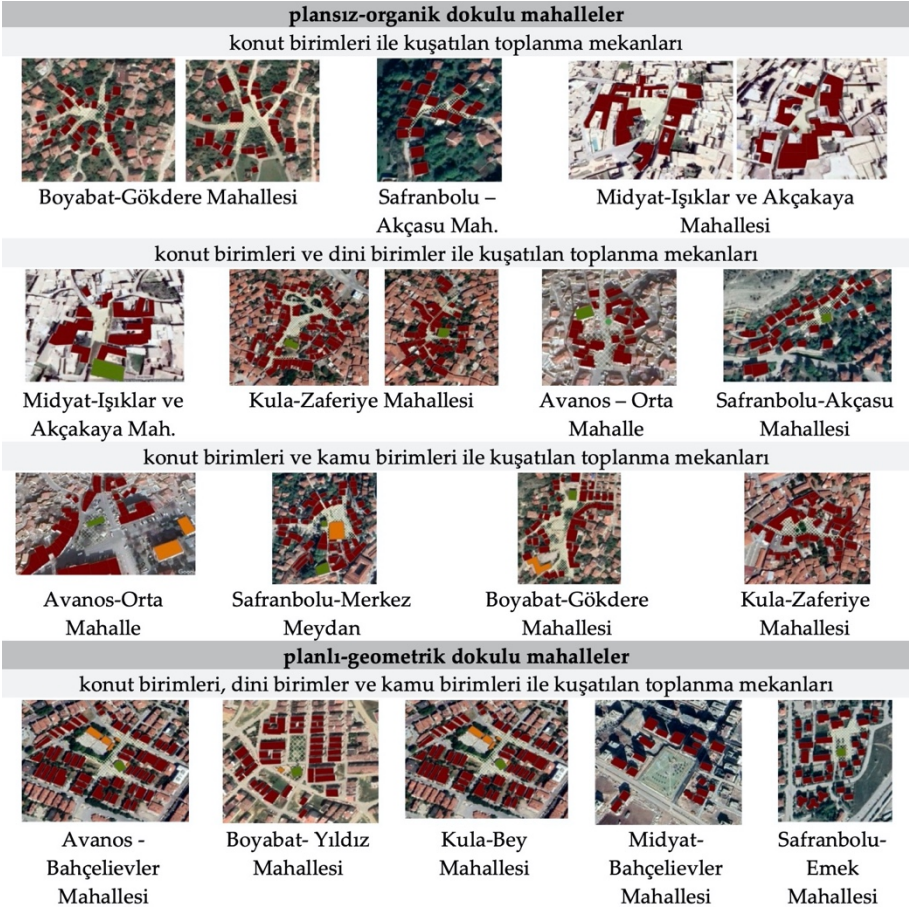 plansız-organik dokulu mahalleler
konut birimleri ile kuşatılan toplanma mekanları
Boyabat-Gökdere Mahallesi
Safranbolu –
Akçasu Mah.
Midyat-Işıklar ve Akçakaya
Mahallesi
konut birimleri ve dini birimler ile kuşatılan toplanma mekanları
Midyat-Işıklar ve
Akçakaya Mah.
Kula-Zaferiye Mahallesi
Avanos – Orta
Mahalle
Safranbolu-Akçasu
Mahallesi
konut birimleri ve kamu birimleri ile kuşatılan toplanma mekanları
Avanos-Orta
Mahalle
Safranbolu-Merkez
Meydan
Boyabat-Gökdere
Mahallesi
Kula-Zaferiye
Mahallesi
planlı-geometrik dokulu mahalleler
konut birimleri, dini birimler ve kamu birimleri ile kuşatılan toplanma mekanları
Avanos -
Bahçelievler
Mahallesi
Boyabat- Yıldız
Mahallesi
Kula-Bey
Mahallesi
Midyat-
Bahçelievler
Mahallesi
Safranbolu-
Emek
Mahallesi